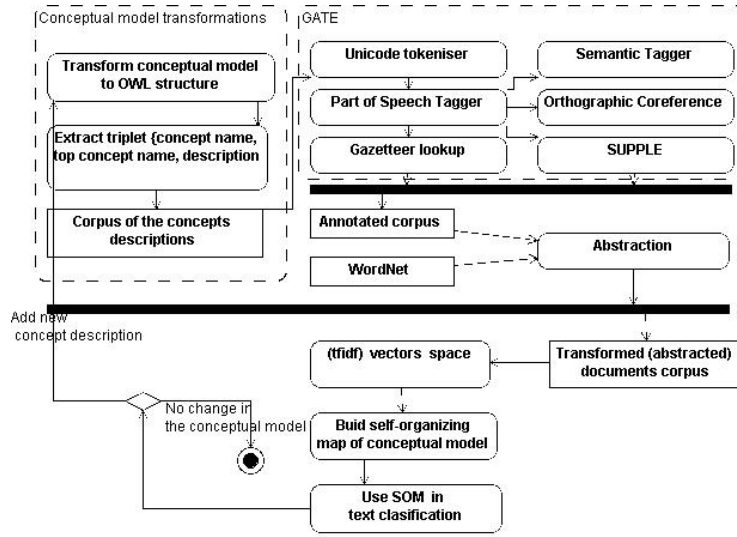 Conceptual model transformations
Transform conceptual model
to OWL structure
Extract triplet {concept name,
top concept name, description
Corpus of the concepts
descriptions
GATE
Unicode tokeniser
Semantic Tagger
Part of Speech Tagger
Orthographic Coreference
Gazetteer lookup
SUPPLE
Annotated corpus
WordNet
Abstraction
Add new
concept description
(tfidf) vectors space
Transformed (abstracted)
documents corpus
No change in
the conceptual model
Buid self-organizing
map of conceptual model
Use SOM in
text clasification